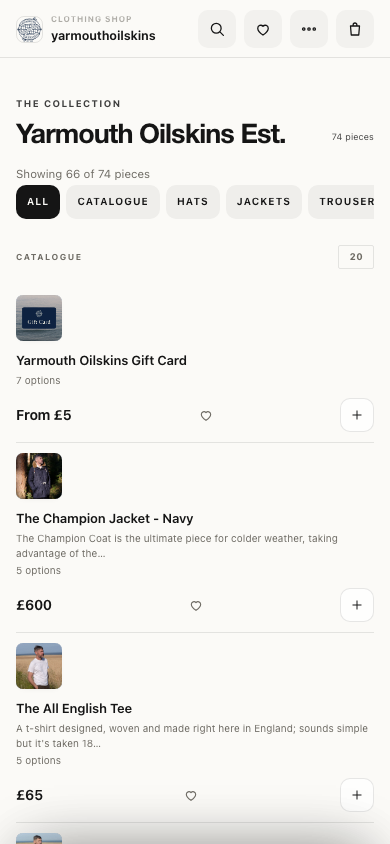 CLOTHING SHOP
yarmouthoilskins
THE COLLECTION
Yarmouth Oilskins Est.
74 pieces
Showing 66 of 74 pieces
ALL
CATALOGUE
HATS
JACKETS
TROUSER
CATALOGUE
20
Gift Card
Yarmouth Oilskins Gift Card
7 options
From £5
The Champion Jacket - Navy
The Champion Coat is the ultimate piece for colder weather, taking
advantage of the...
5 options
£600
The All English Tee
A t-shirt designed, woven and made right here in England; sounds simple
but it's taken 18...
5 options
£65